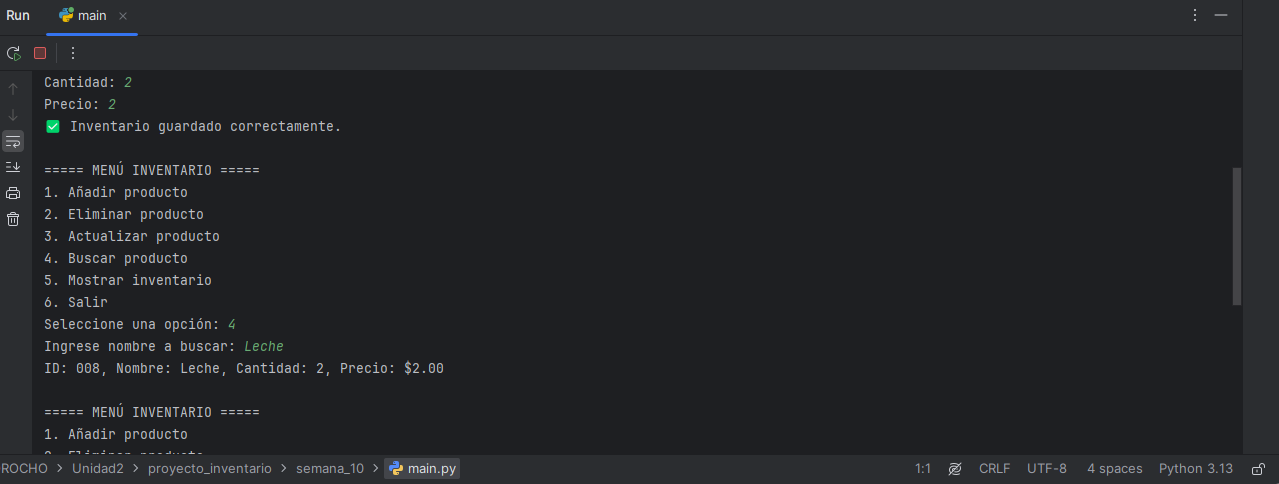 Run main
Cantidad: 2
Precio: 2
✅ Inventario guardado correctamente.
===== MENÚ INVENTARIO =====
1. Añadir producto
2. Eliminar producto
3. Actualizar producto
4. Buscar producto
5. Mostrar inventario
6. Salir
Seleccione una opción: 4
Ingrese nombre a buscar: Leche
ID: 008, Nombre: Leche, Cantidad: 2, Precio: $2.00
===== MENÚ INVENTARIO =====
1. Añadir producto
2. Eliminar producto
ROCHO > Unidad2 > proyecto_inventario > semana_10 > main.py 1:1 CRLF UTF-8 4 spaces Python 3.13